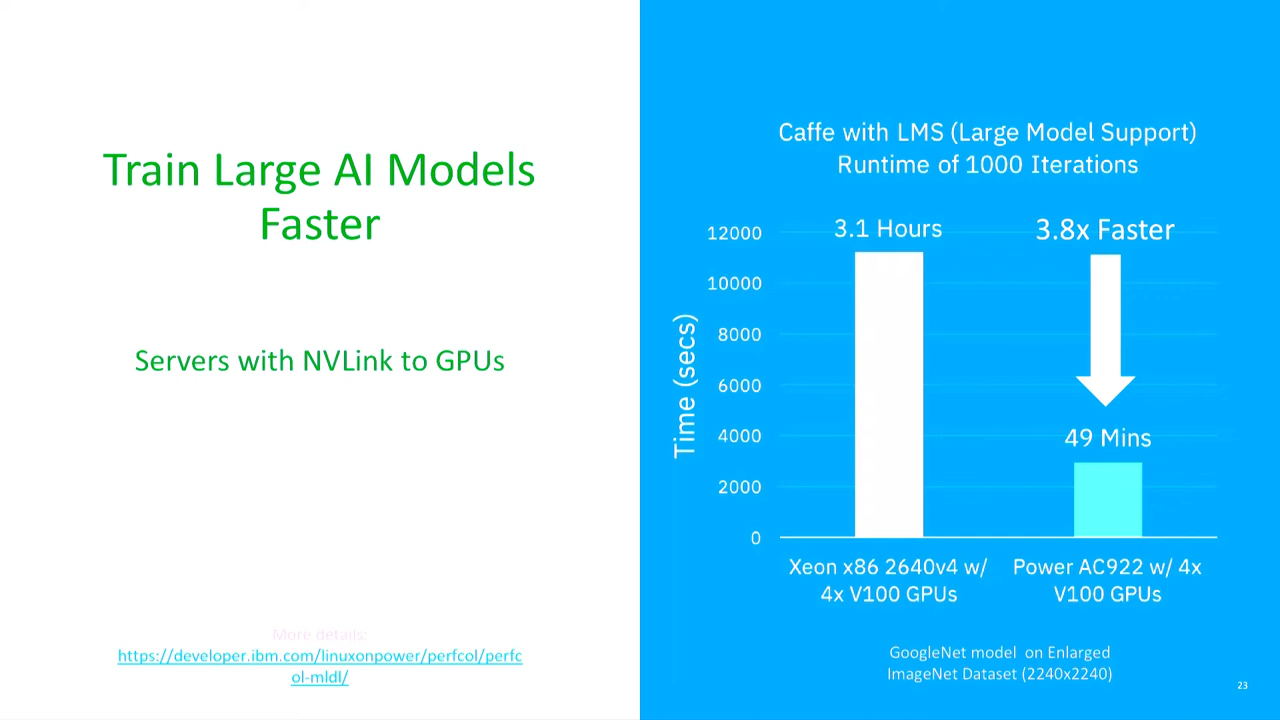 Train Large AI Models
Faster
Servers with NVLink to GPUs
More details:
https://developer.ibm.com/linuxonpower/perfcol/perfc
ol-mldl/
Caffe with LMS (Large Model Support)
Runtime of 1000 Iterations
Time (secs)
12000
10000
8000
6000
4000
2000
0
3.1 Hours
3.8x Faster
49 Mins
Xeon x86 2640v4 w/
4x V100 GPUs
Power AC922 w/ 4x
V100 GPUs
GoogleNet model on Enlarged
ImageNet Dataset (2240x2240)
23